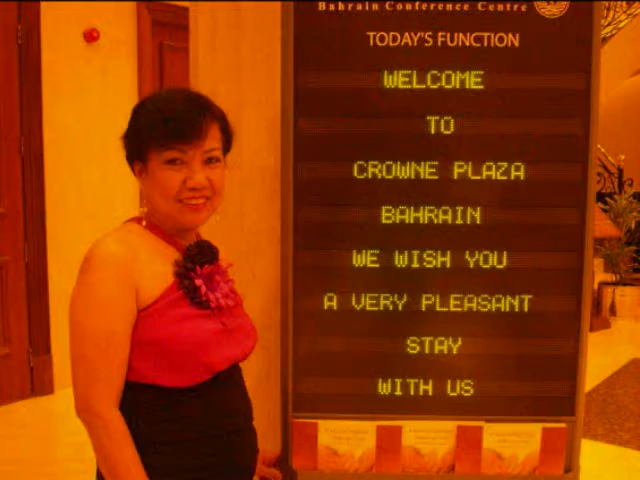 Bahrain Conference Centre
TODAY'S FUNCTION
WELCOME
TO
CROWNE PLAZA
BAHRAIN
WE WISH YOU
A VERY PLEASANT
STAY
WITH US